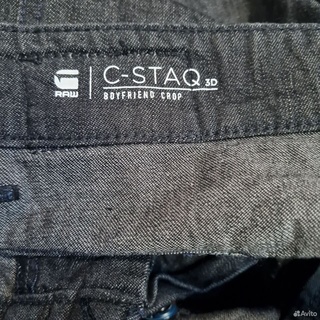 RAW
C-STAQ 3D
BOYFRIEND CROP
Avito